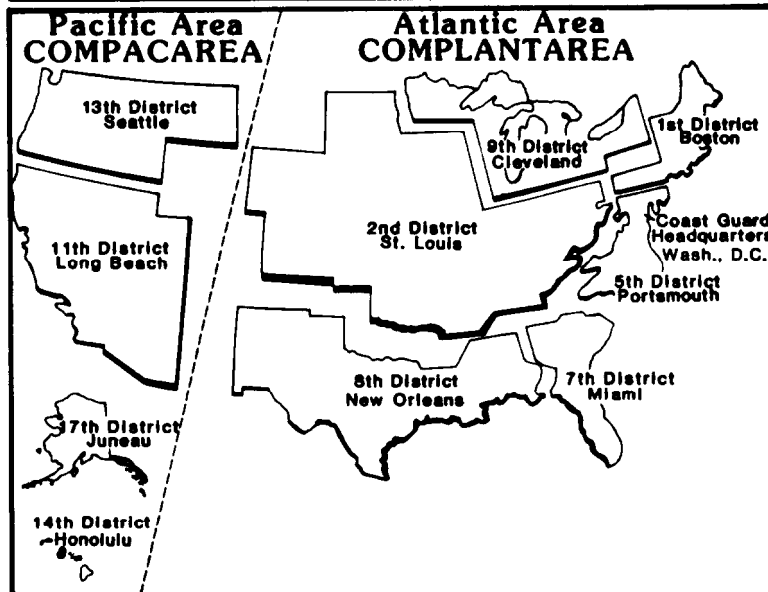 Pacific Area
COMPACAREA
Atlantic Area
COMPLANTAREA
13th District
Seattle
9th District
Cleveland
1st District
Boston
11th District
Long Beach
2nd District
St. Louis
Coast Guard
Headquarters
Wash., D.C.
5th District
Portsmouth
8th District
New Orleans
7th District
Miami
17th District
Juneau
14th District
Honolulu